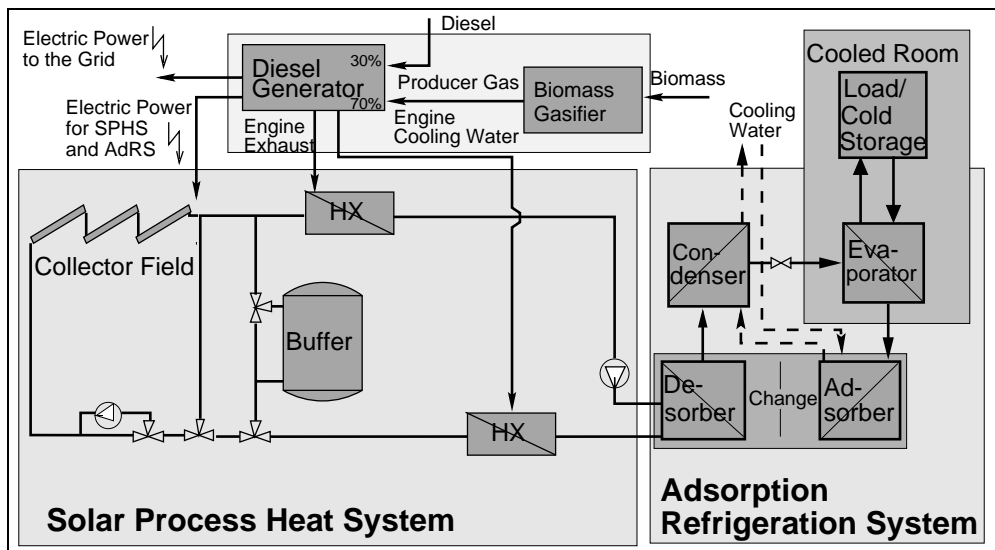 Diesel
Electric Power
to the Grid
Diesel
Generator
30%
70%
Producer Gas
Biomass
Gasifier
Biomass
Engine
Cooling Water
Engine
Exhaust
Electric Power
for SPHS
and AdRS
Cooled Room
Load/
Cold
Storage
Cooling
Water
HX
Collector Field
Buffer
HX
Con-
denser
Eva-
porator
De-
sorber
Change
Ad-
sorber
Solar Process Heat System
Adsorption
Refrigeration System